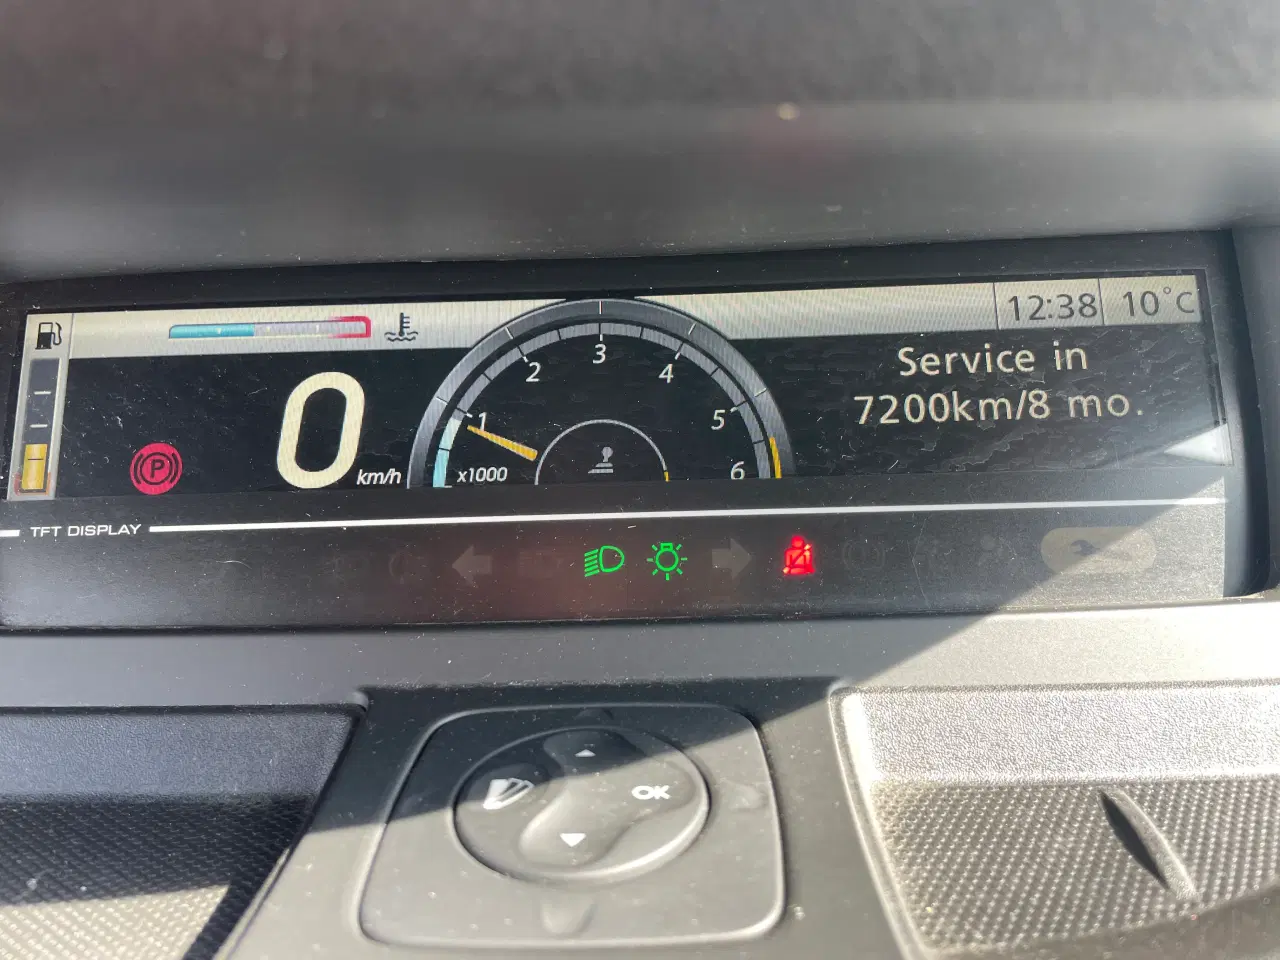 12:38 10°C
Service in
7200km/8 mo.
0 km/h
1 2 3 4 5 6
x1000
P
TFT DISPLAY
OK